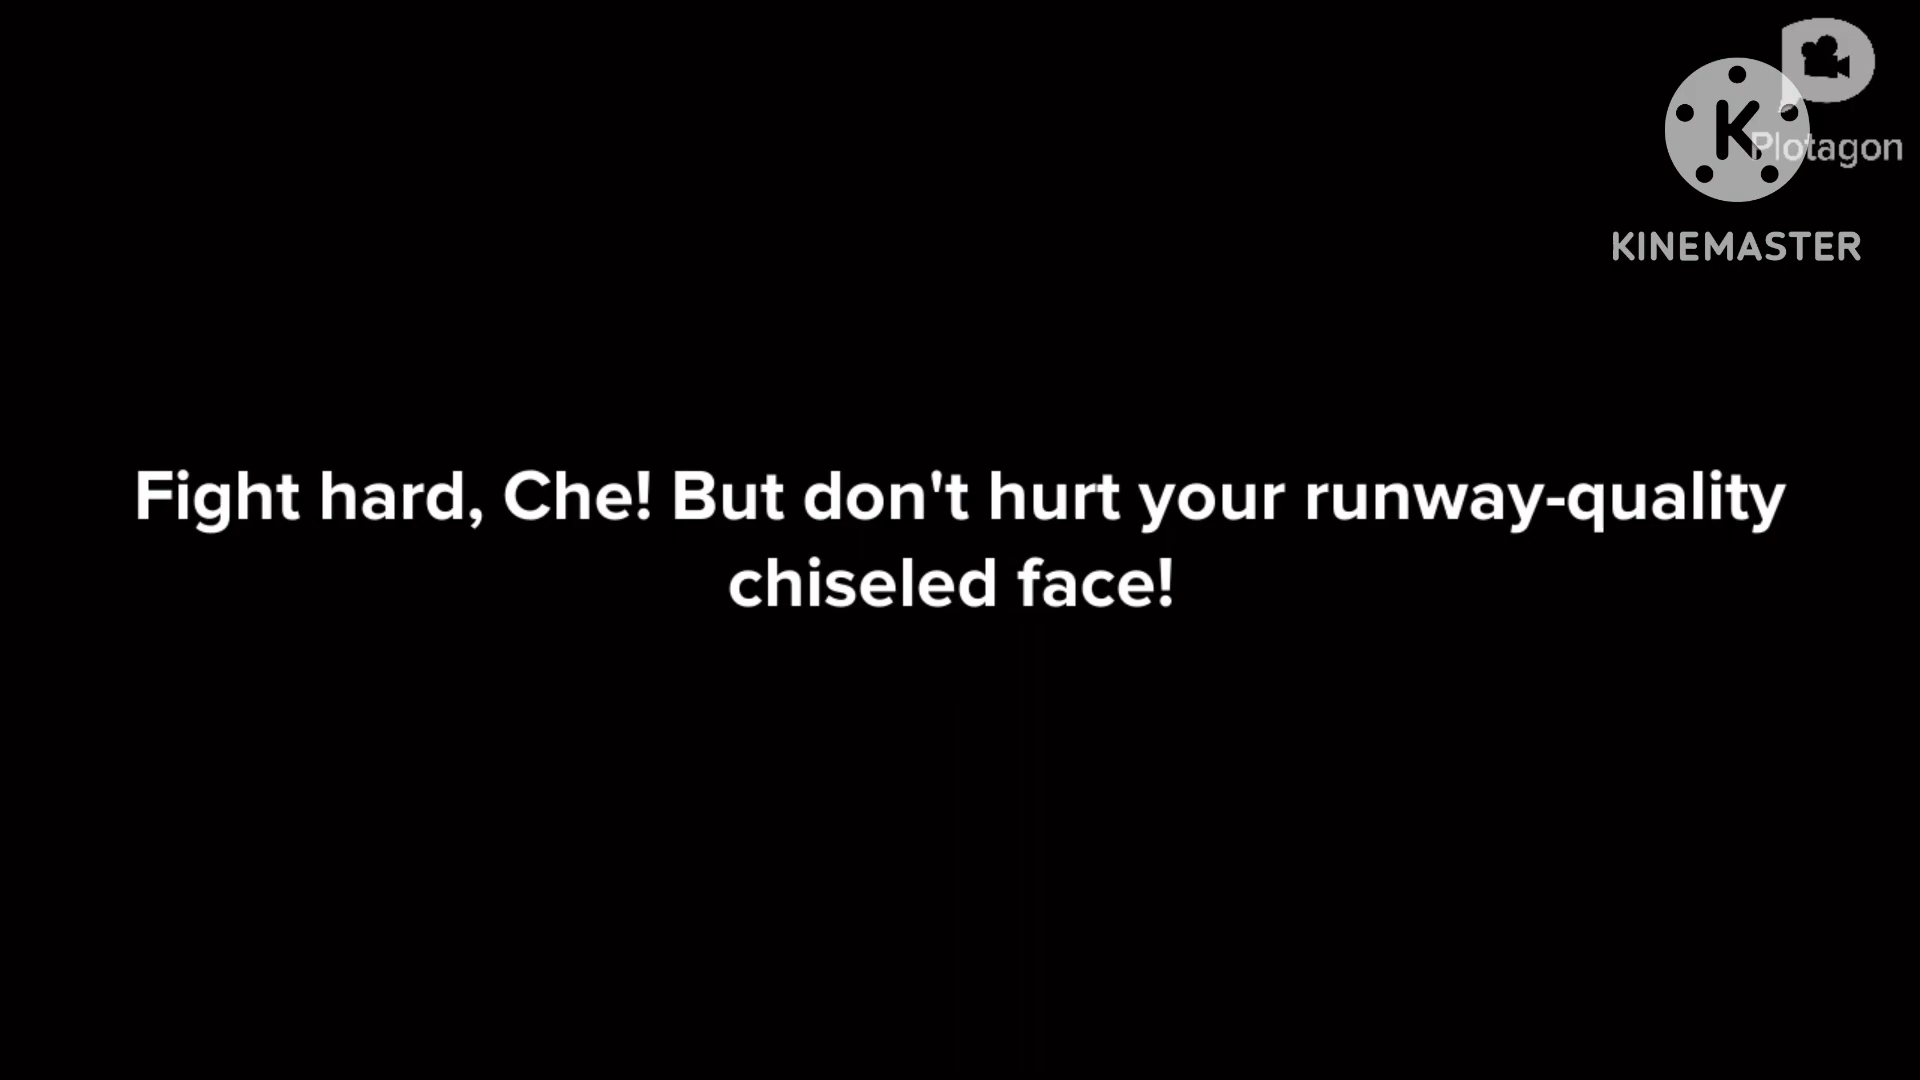 Plotagon
K
KINEMASTER
Fight hard, Che! But don't hurt your runway-quality
chiseled face!